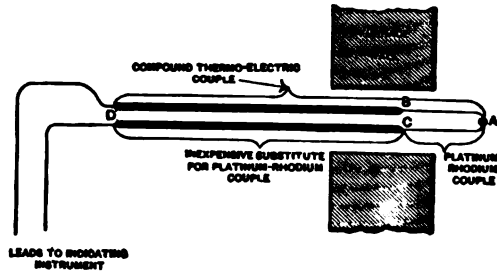 COMPOUND THERMO-ELECTRIC
COUPLE
B
A
D
C
INEXPENSIVE SUBSTITUTE
FOR PLATINUM-RHODIUM
COUPLE
PLATINUM
RHODIUM
COUPLE
LEADS TO INDICATING
INSTRUMENT